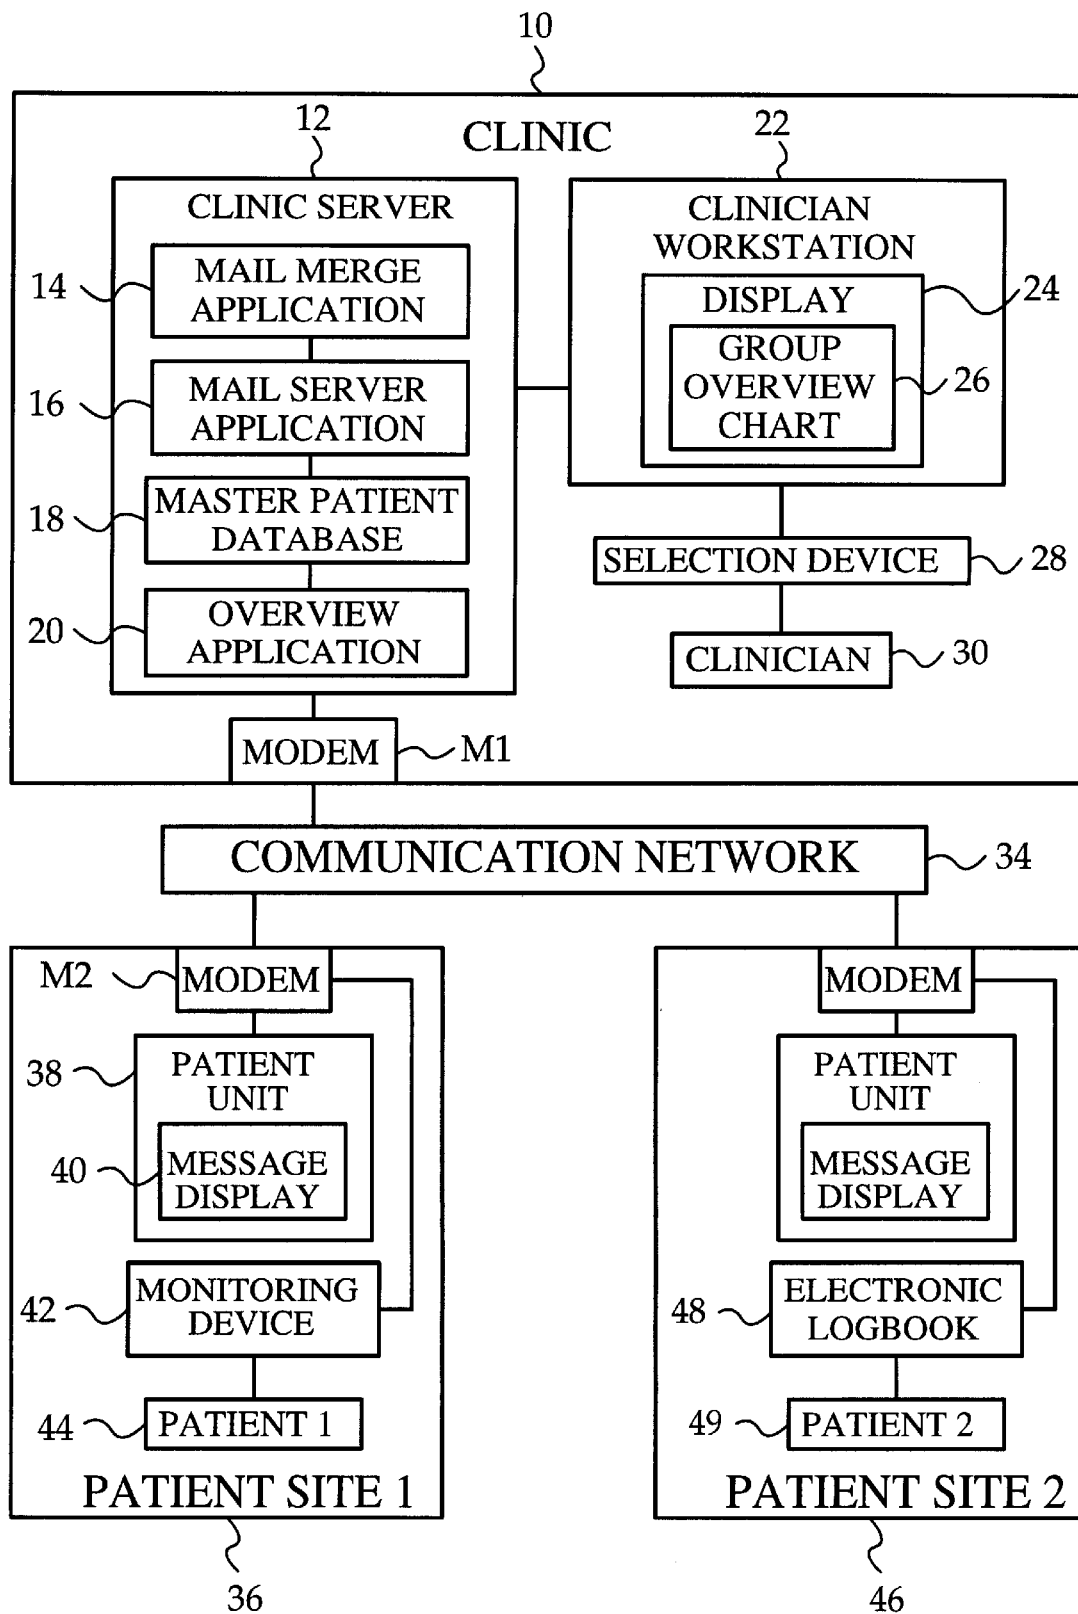 10
CLINIC
12
22
CLINIC SERVER
MAIL MERGE
APPLICATION
14
MAIL SERVER
APPLICATION
16
MASTER PATIENT
DATABASE
18
OVERVIEW
APPLICATION
20
CLINICIAN
WORKSTATION
DISPLAY
24
GROUP
OVERVIEW
CHART
26
SELECTION DEVICE
28
CLINICIAN
30
MODEM
M1
COMMUNICATION NETWORK
34
M2
MODEM
38
PATIENT
UNIT
40
MESSAGE
DISPLAY
42
MONITORING
DEVICE
44
PATIENT 1
PATIENT SITE 1
36
MODEM
PATIENT
UNIT
MESSAGE
DISPLAY
48
ELECTRONIC
LOGBOOK
49
PATIENT 2
PATIENT SITE 2
46